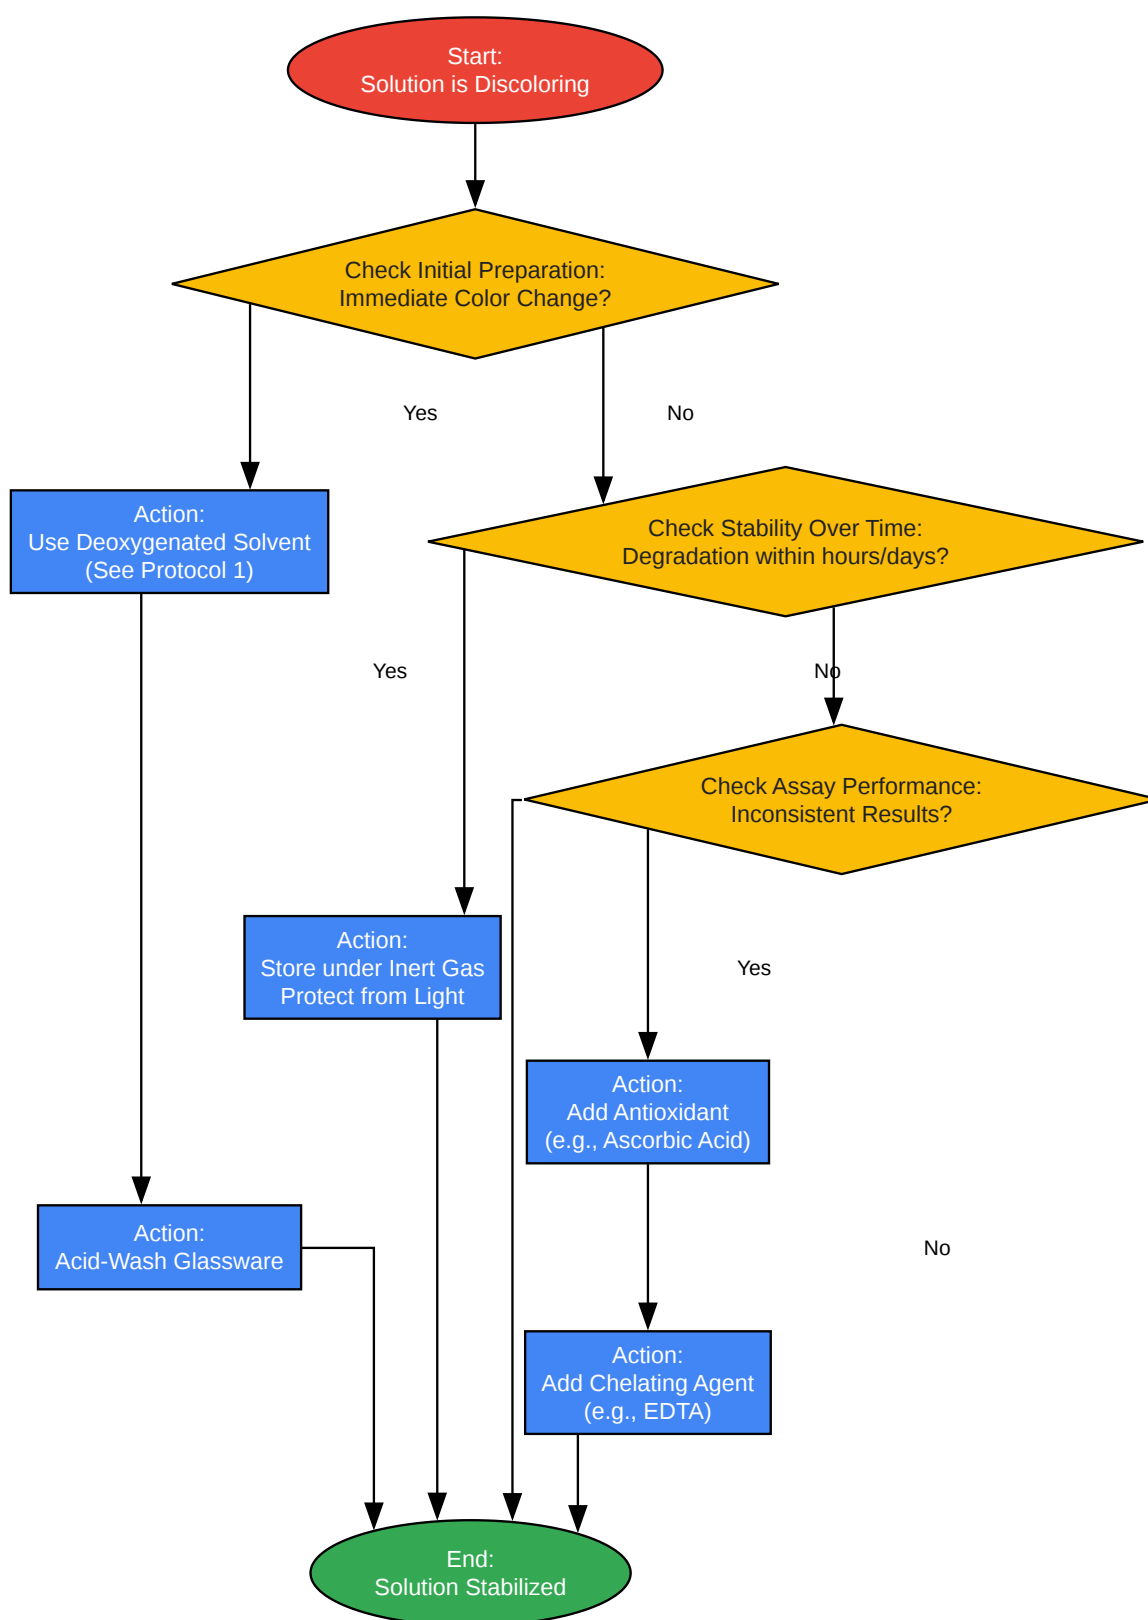 Start:
Solution is Discoloring
Check Initial Preparation:
Immediate Color Change?
Yes
No
Action:
Use Deoxygenated Solvent
(See Protocol 1)
Check Stability Over Time:
Degradation within hours/days?
Yes
No
Check Assay Performance:
Inconsistent Results?
Action:
Store under Inert Gas
Protect from Light
Yes
Action:
Add Antioxidant
(e.g., Ascorbic Acid)
Action:
Acid-Wash Glassware
No
Action:
Add Chelating Agent
(e.g., EDTA)
End:
Solution Stabilized